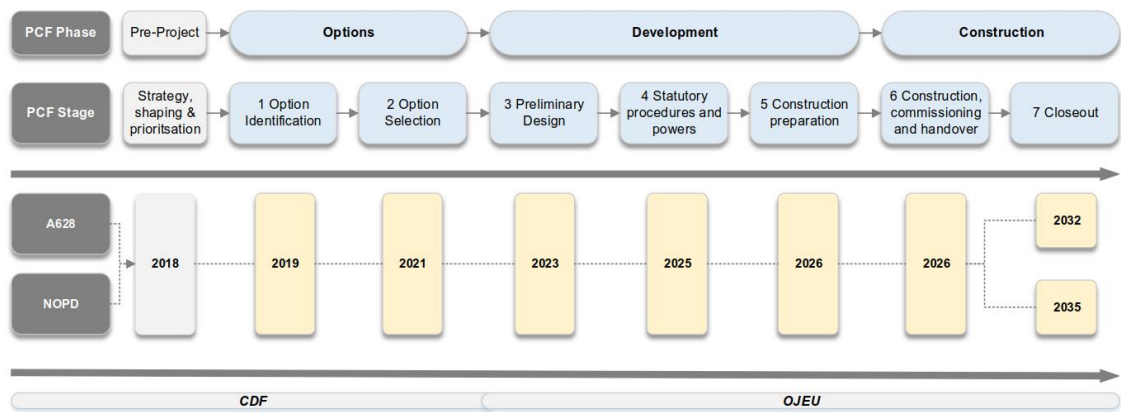 PCF Phase
Pre-Project
Options
Development
Construction
PCF Stage
Strategy,
shaping &
prioritsation
1 Option
Identification
2 Option
Selection
3 Preliminary
Design
4 Statutory
procedures and
powers
5 Construction
preparation
6 Construction,
commissioning
and handover
7 Closeout
A628
NOPD
2018
2019
2021
2023
2025
2026
2026
2032
2035
CDF
OJEU